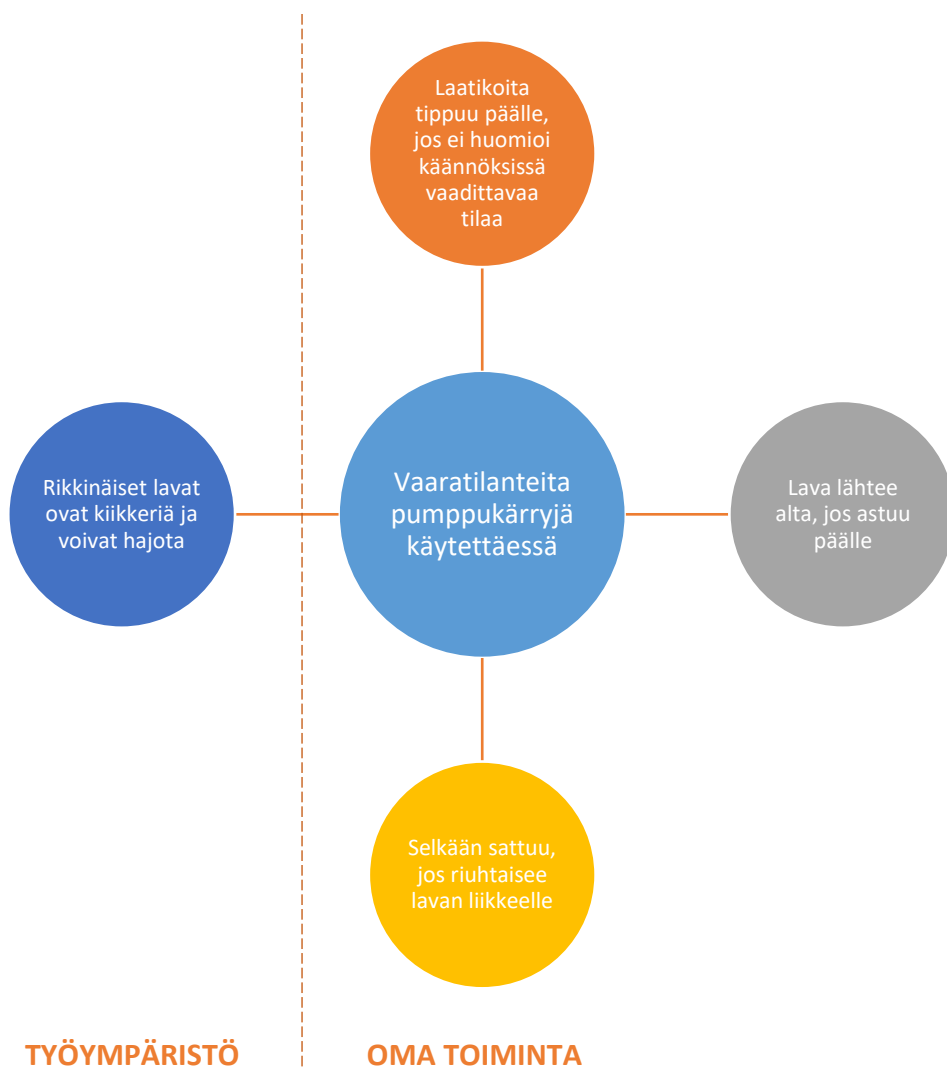 Laatikoita
tippuu päälle,
jos ei huomioi
käännöksissä
vaadittavaa
tilaa
Rikkinäiset lavat
ovat kiikkeriä ja
voivat hajota
Vaaratilanteita
pumppukärryjä
käytettäessä
Lava lähtee
alta, jos astuu
päälle
Selkään sattuu,
jos riuhtaisee
lavan liikkeelle
TYÖYMPÄRISTÖ
OMA TOIMINTA